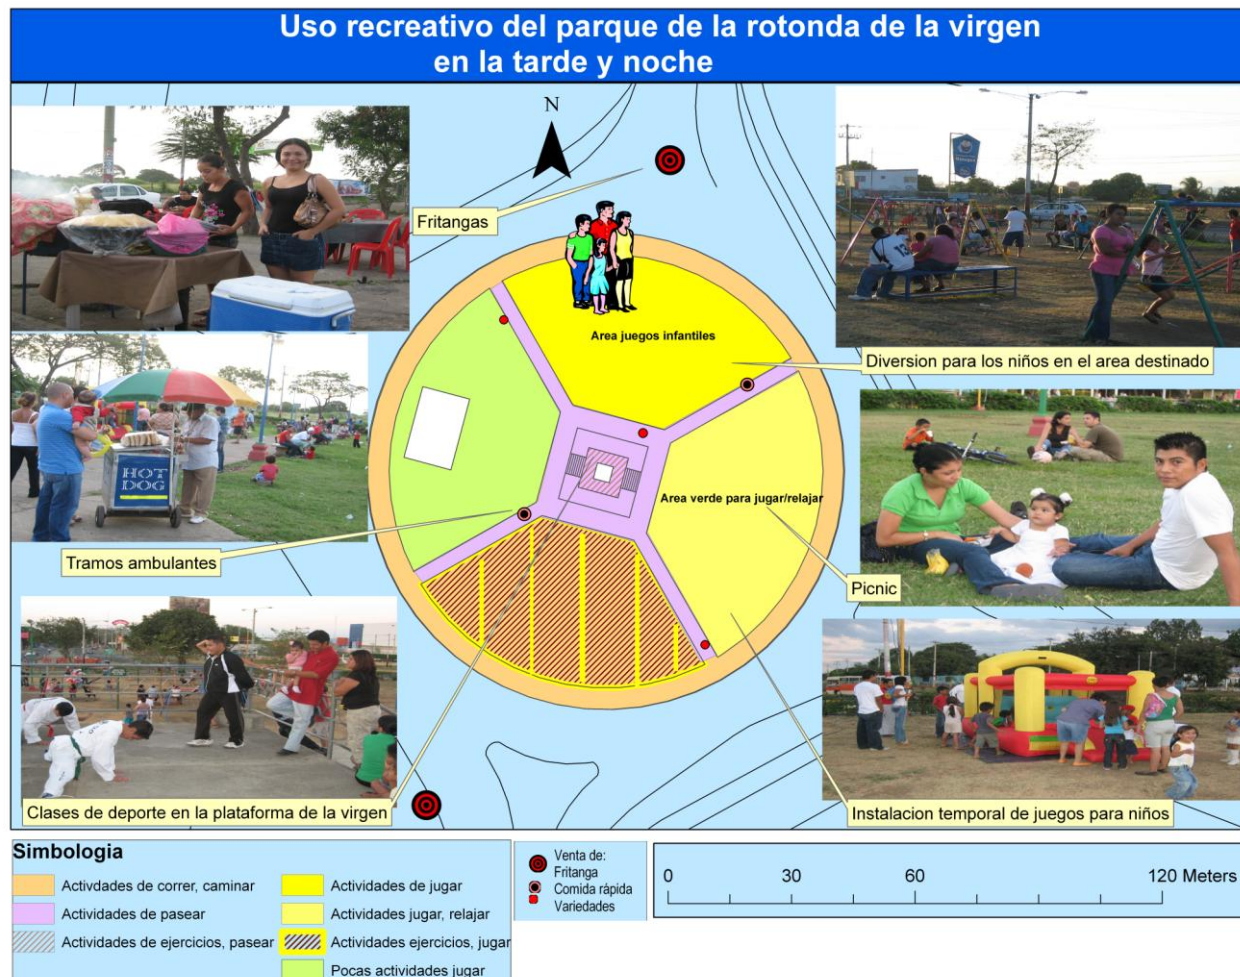 Uso recreativo del parque de la rotonda de la virgen
en la tarde y noche
N
Fritangas
Area juegos infantiles
Diversion para los niños en el area destinado
HOT
DOG
Tramos ambulantes
Area verde para jugar/relajar
Picnic
Clases de deporte en la plataforma de la virgen
Instalacion temporal de juegos para niños
Simbologia
Activdades de correr, caminar
Actividades de pasear
Actividades de ejercicios, pasear
Actividades de jugar
Actividades jugar, relajar
Actividades ejercicios, jugar
Pocas actividades jugar
Venta de:
Fritanga
Comida rápida
Variedades
0 30 60 120 Meters